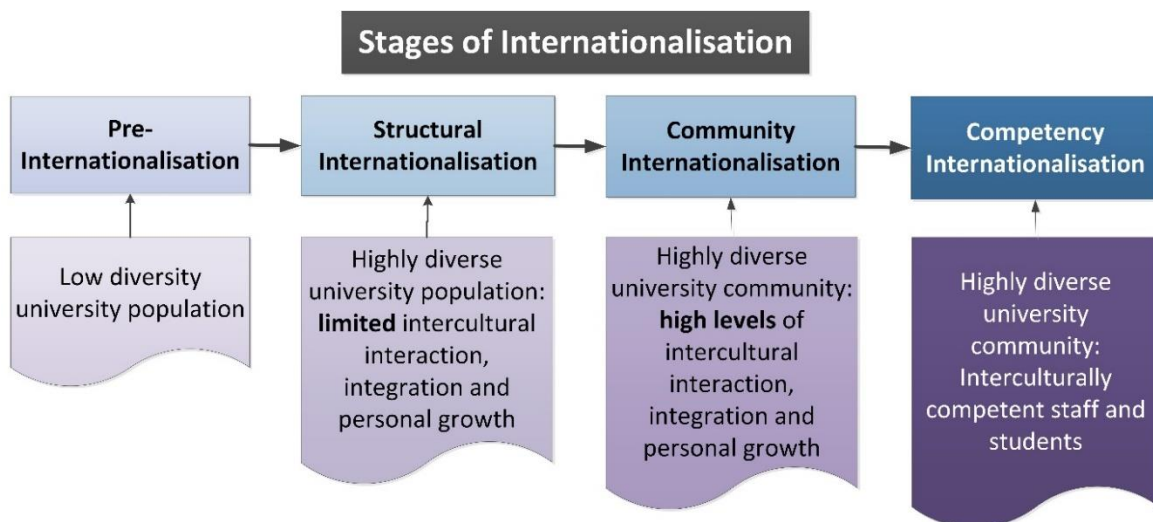 Stages of Internationalisation
Pre-
Internationalisation
Structural
Internationalisation
Community
Internationalisation
Competency
Internationalisation
Low diversity
university population
Highly diverse
university population:
limited intercultural
interaction,
integration and
personal growth
Highly diverse
university community:
high levels of
intercultural
interaction,
integration and
personal growth
Highly diverse
university
community:
Interculturally
competent staff and
students